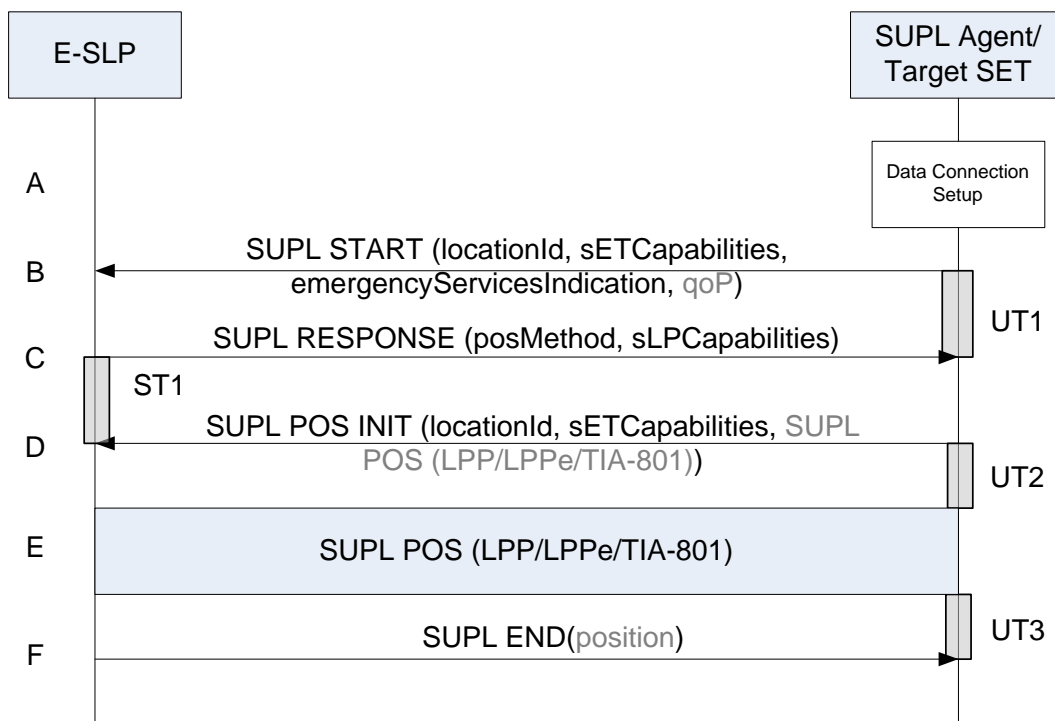 E-SLP
SUPL Agent/
Target SET
A
Data Connection
Setup
SUPL START (locationId, sETCapabilities,
B
emergencyServicesIndication, qoP)
UT1
SUPL RESPONSE (posMethod, sLPCapabilities)
C
ST1
SUPL POS INIT (locationId, sETCapabilities, SUPL
D
POS (LPP/LPPe/TIA-801))
UT2
E
SUPL POS (LPP/LPPe/TIA-801)
SUPL END(position)
UT3
F